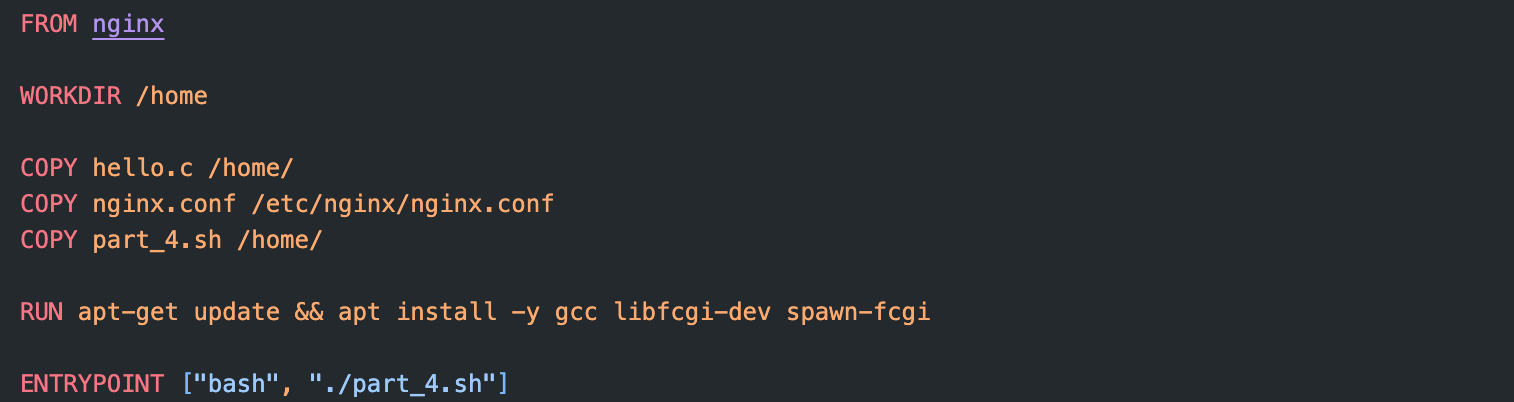 FROM nginx
WORKDIR /home
COPY hello.c /home/
COPY nginx.conf /etc/nginx/nginx.conf
COPY part_4.sh /home/
RUN apt-get update && apt install -y gcc libfcgi-dev spawn-fcgi
ENTRYPOINT ["bash", "./part_4.sh"]